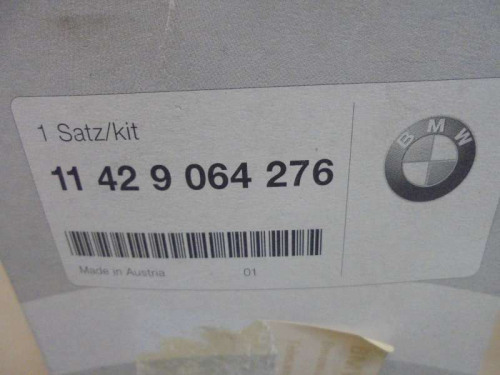 1 Satz/kit
BMW
11 42 9 064 276
Made in Austria 01